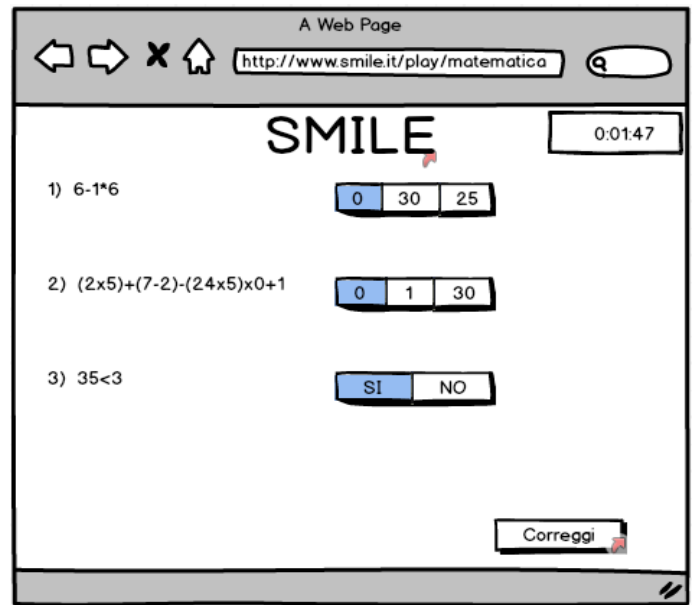 A Web Page
http://www.smile.it/play/matematica
SMILE
0:01:47
1) 6-1*6
0 30 25
2) (2x5)+(7-2)-(24x5)x0+1
0 1 30
3) 35<3
SI NO
Correggi